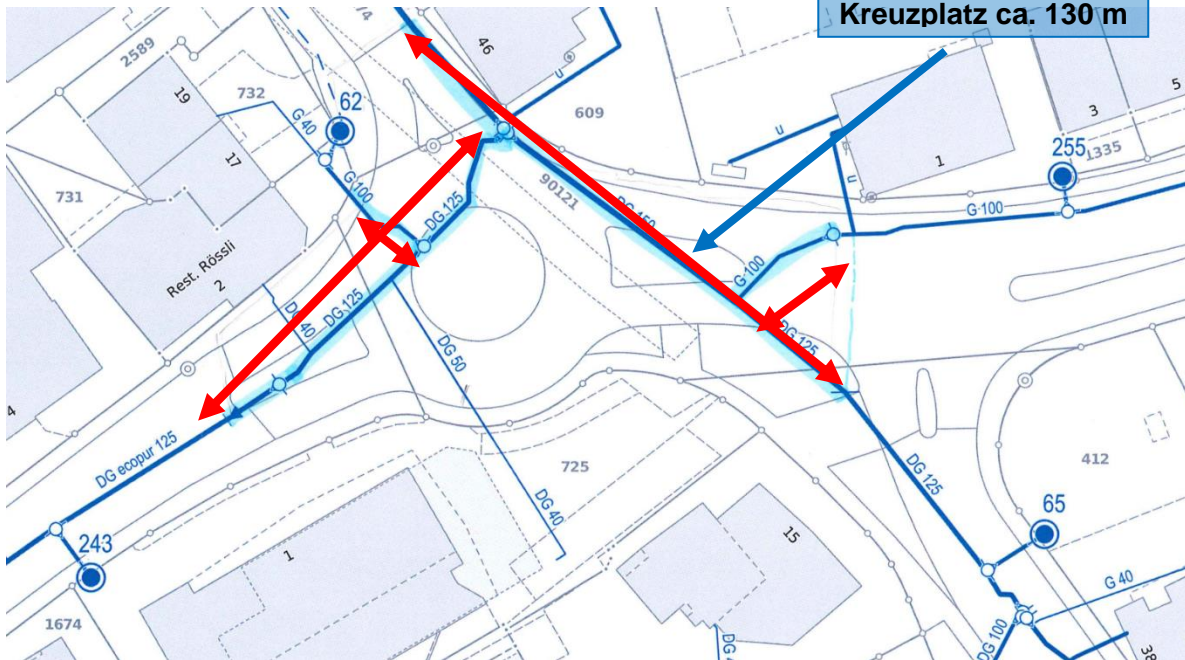 Kreuzplatz ca. 130 m
2589
19
732
62
G 40
17
731
G 100
Rest. Rössli
2
DG 40
DG 125
DG 125
46
u
609
90121
DG 150
u
u
1
3
5
255
1335
G 100
G 100
DG 125
DG 50
4
DG ecopur 125
243
1
1674
725
DG 40
15
DG 125
412
65
G 40
DG 100
38